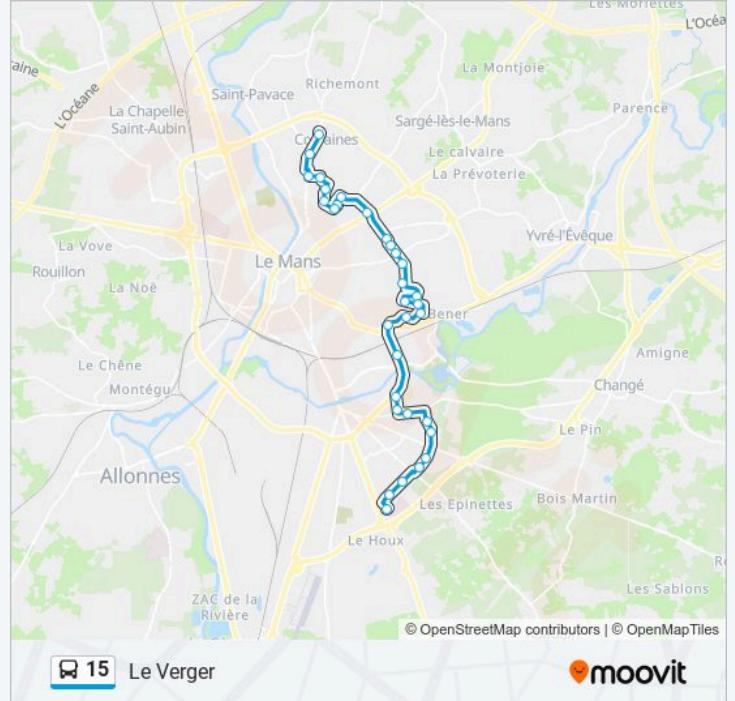 Les Moriettes
L'Océa
aine
La Montjoie
Richemont
Saint-Pavace
L'Océane
La Chapelle-
Saint-Aubin
Parence
Sargé-lès-le-Mans
Co aines
Le calvaire
La Prévoterie
Yvré-l'Évêque
La Vove
Le Mans
Rouillon
La Noë
Bener
Amigne
Le Chêne
Changé
Montégu
Le Pin
Allonnes
Les Epinettes
Bois Martin
Le Houx
Les Sablons
ZAC de la
Rivière
© OpenStreetMap contributors | © OpenMapTiles
15 Le Verger
moovit